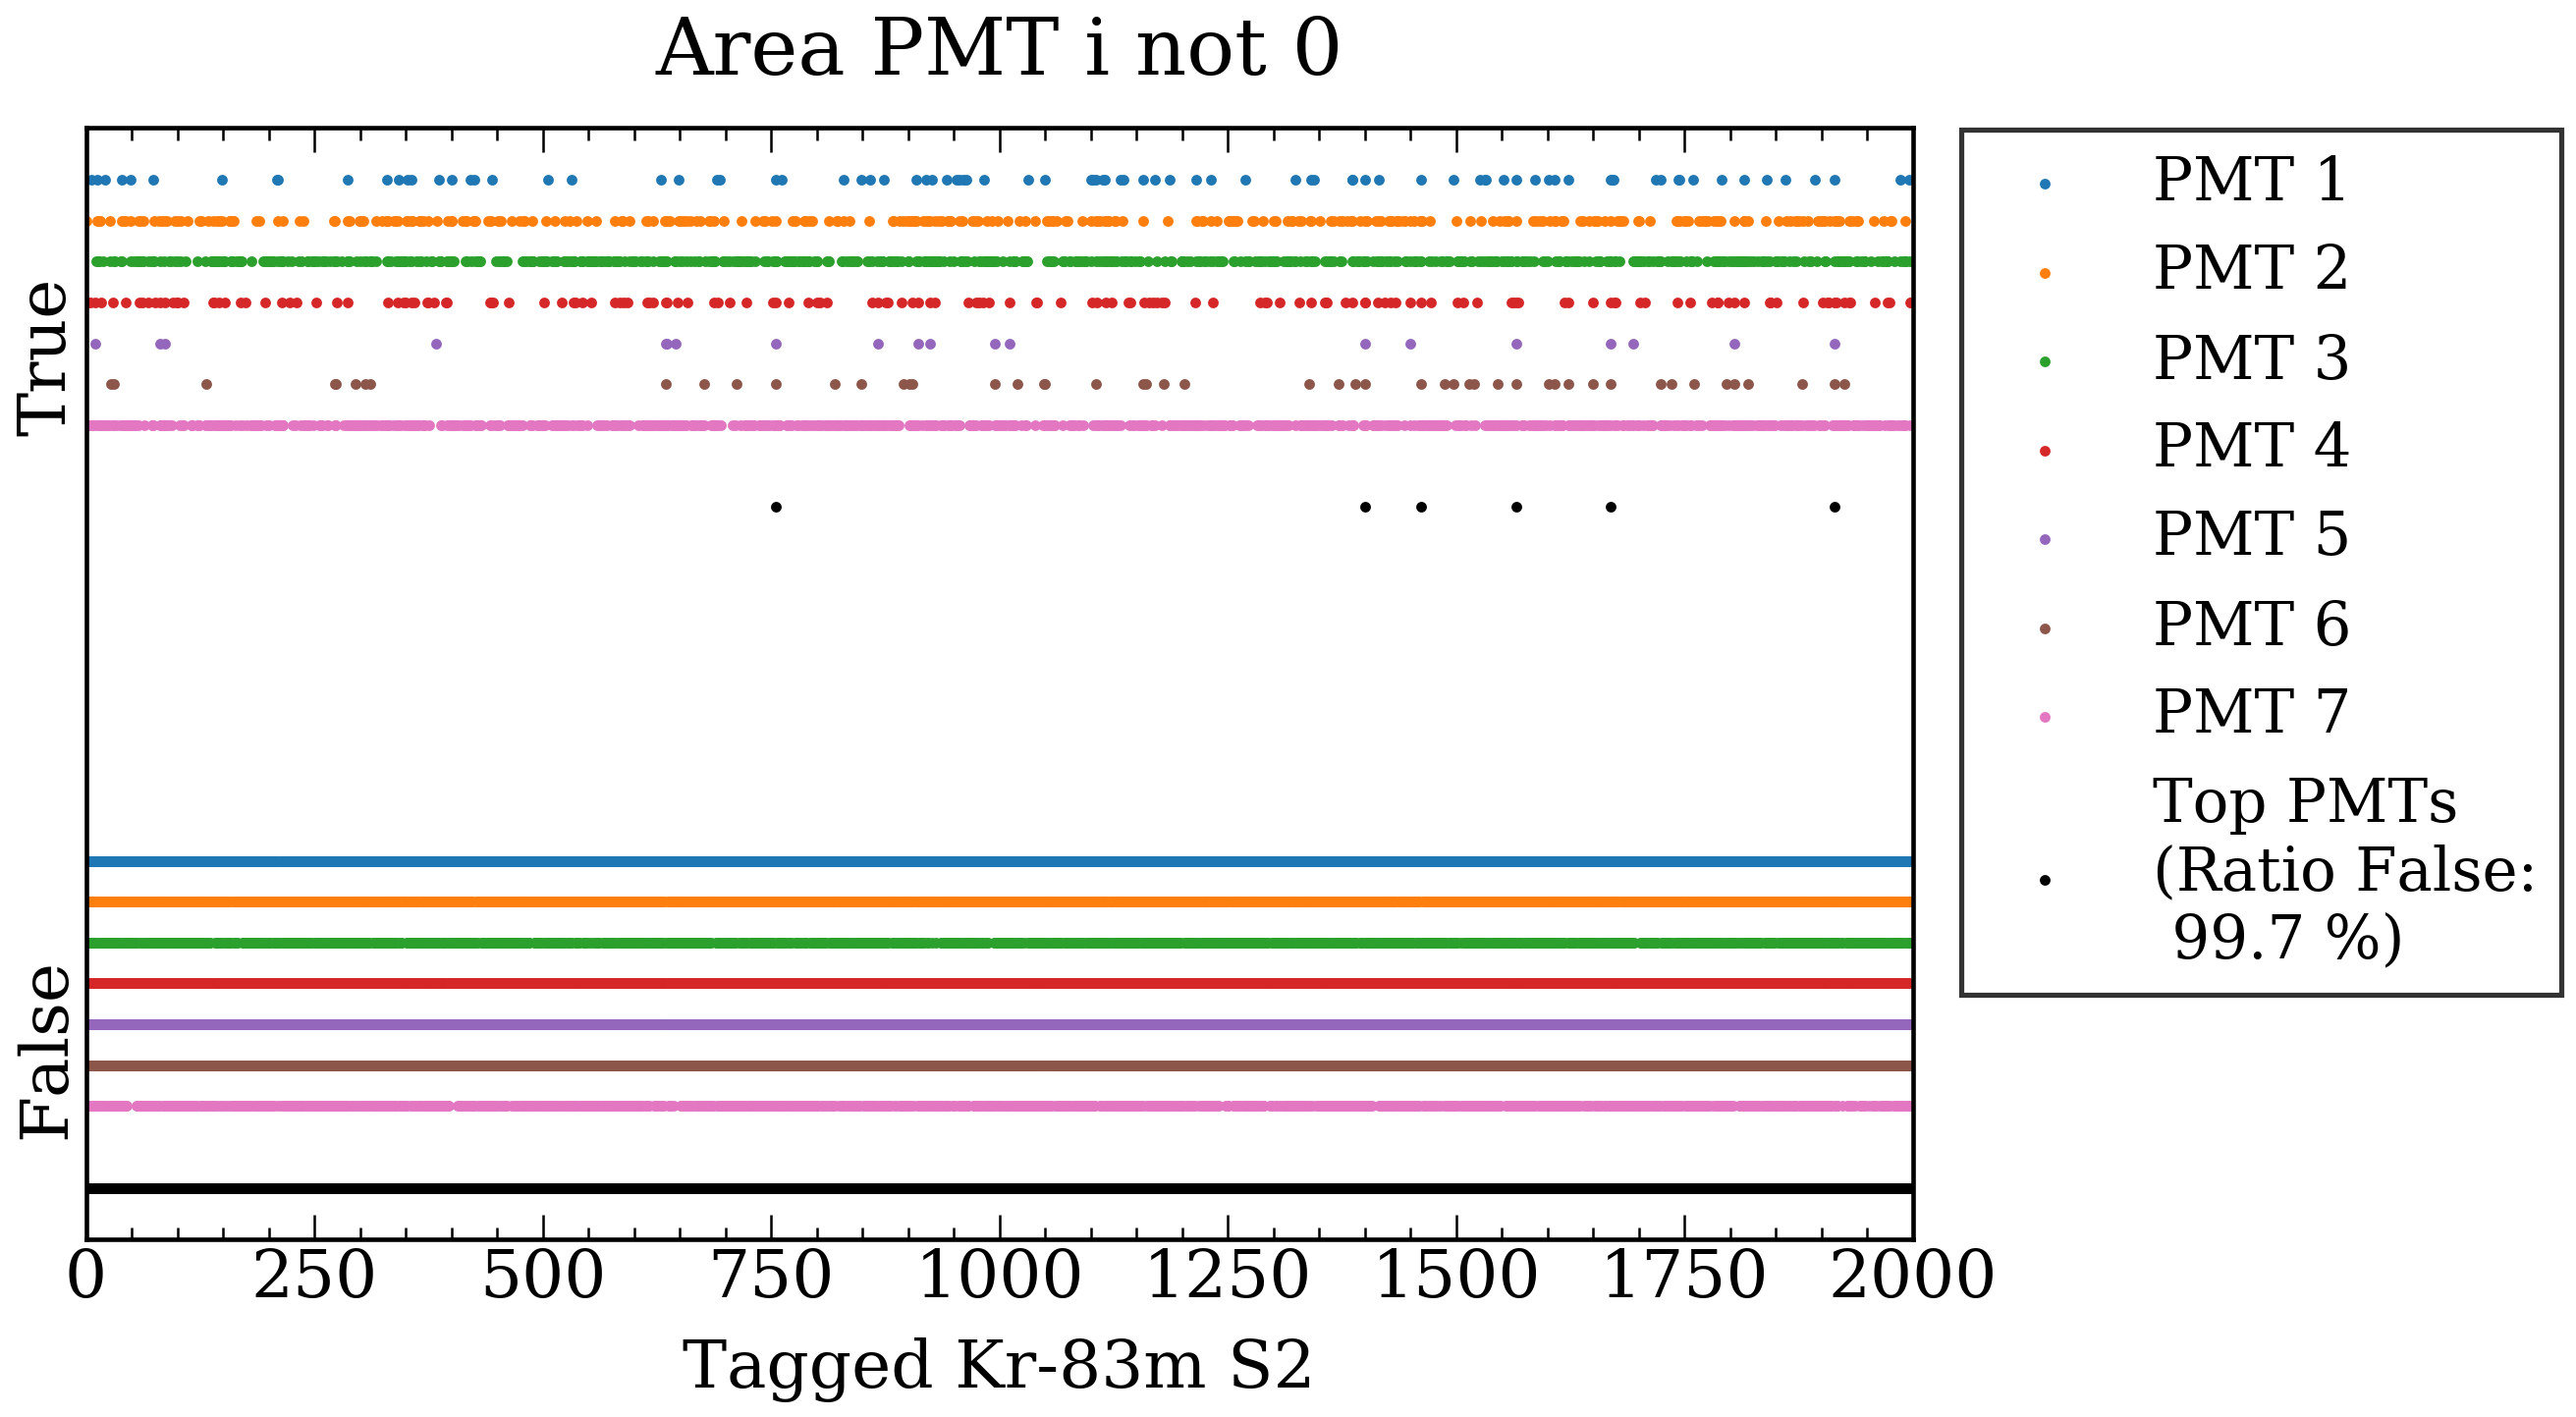 Area PMT i not 0
True
False
0 250 500 750 1000 1250 1500 1750 2000
Tagged Kr-83m S2
PMT 1
PMT 2
PMT 3
PMT 4
PMT 5
PMT 6
PMT 7
Top PMTs
(Ratio False:
99.7 %)